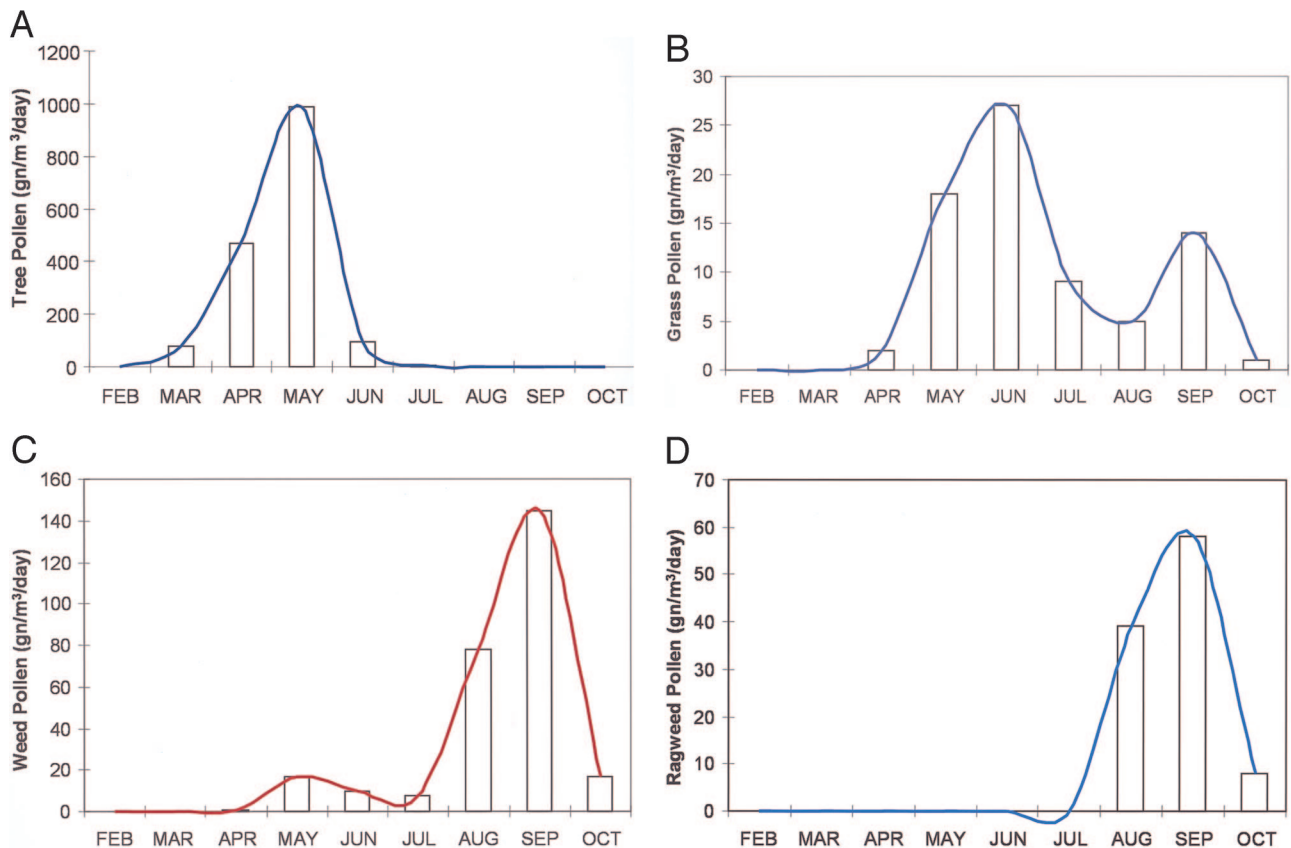 A
Tree Pollen (gn/m³/day)
1200
1000
800
600
400
200
0
FEB MAR APR MAY JUN JUL AUG SEP OCT
B
Grass Pollen (gn/m³/day)
30
25
20
15
10
5
0
FEB MAR APR MAY JUN JUL AUG SEP OCT
C
Weed Pollen (gn/m³/day)
160
140
120
100
80
60
40
20
0
FEB MAR APR MAY JUN JUL AUG SEP OCT
D
Ragweed Pollen (gn/m³/day)
70
60
50
40
30
20
10
0
FEB MAR APR MAY JUN JUL AUG SEP OCT